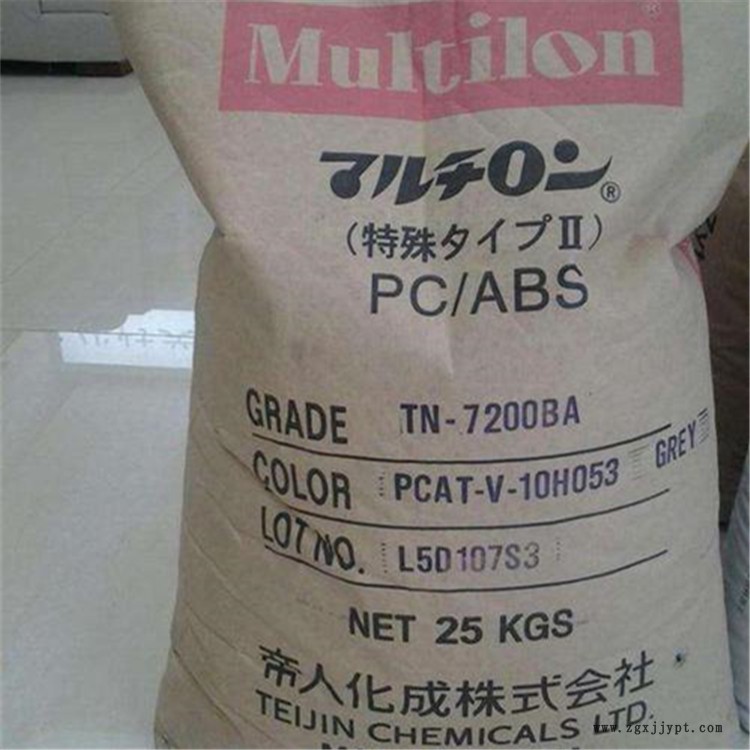 Multilon
マルチロン®
(特殊タイプⅡ)
PC/ABS
GRADE TN-7200BA
COLOR PCAT-V-10H053 GREY
LOT NO. L5D107S3
NET 25 KGS
帝人化成株式会社
TEIJIN CHEMICALS LTD.
www.zgxjjypt.com